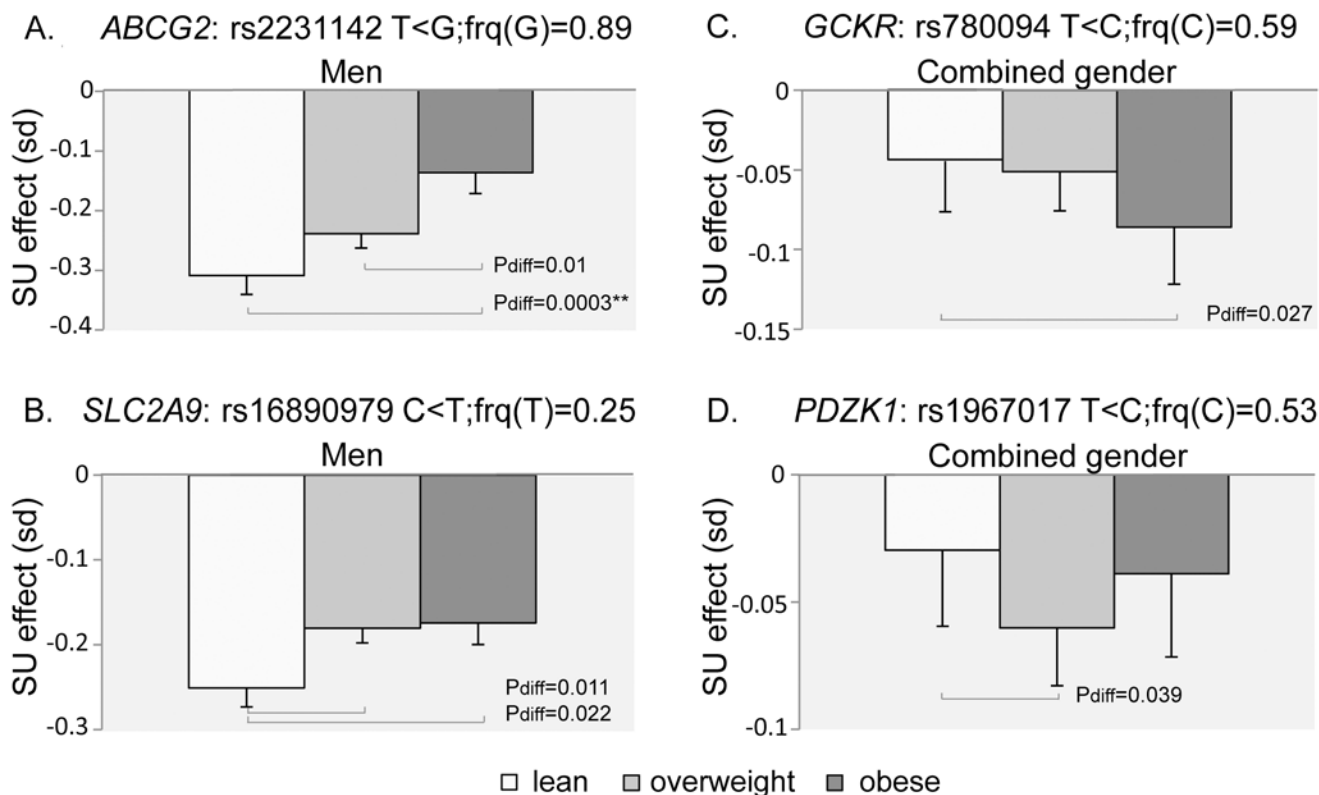 A. ABCG2: rs2231142 T<G;frq(G)=0.89
Men
0
-0.1
-0.2
-0.3
-0.4
SU effect (sd)
Pdiff=0.01
Pdiff=0.0003**
C. GCKR: rs780094 T<C;frq(C)=0.59
Combined gender
0
-0.05
-0.1
-0.15
SU effect (sd)
Pdiff=0.027
B. SLC2A9: rs16890979 C<T;frq(T)=0.25
Men
0
-0.1
-0.2
-0.3
SU effect (sd)
Pdiff=0.011
Pdiff=0.022
D. PDZK1: rs1967017 T<C;frq(C)=0.53
Combined gender
0
-0.05
-0.1
SU effect (sd)
Pdiff=0.039
lean overweight obese